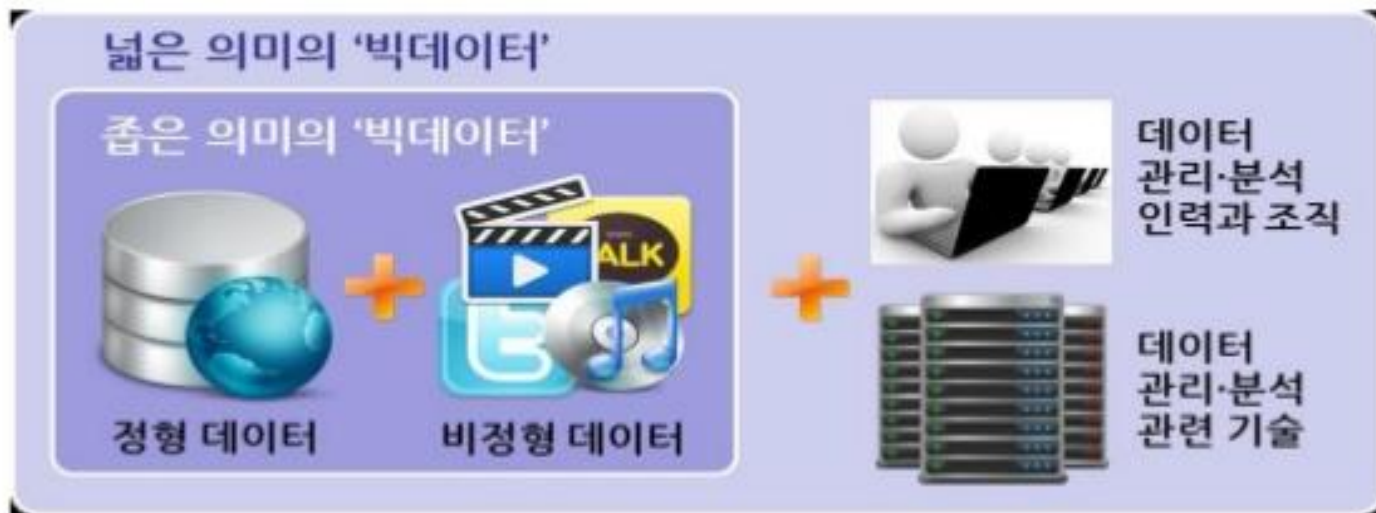 넓은 의미의 ‘빅데이터’
좁은 의미의 ‘빅데이터’
ALK
정형 데이터
비정형 데이터
데이터
관리·분석
인력과 조직
데이터
관리·분석
관련 기술